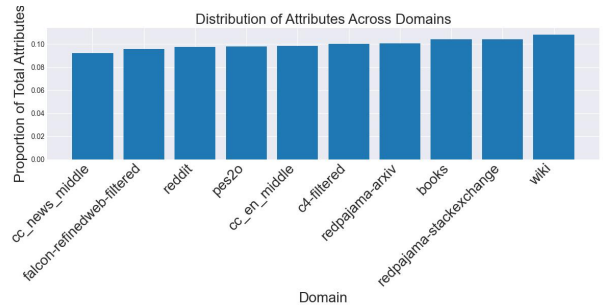 Distribution of Attributes Across Domains
Proportion of Total Attributes
0.10
0.08
0.06
0.04
0.02
0.00
cc_news_middle
falcon-refinedweb-filtered
reddit
pes2o
cc_en_middle
c4-filtered
redpajama-arxiv
books
redpajama-stackexchange
wiki
Domain